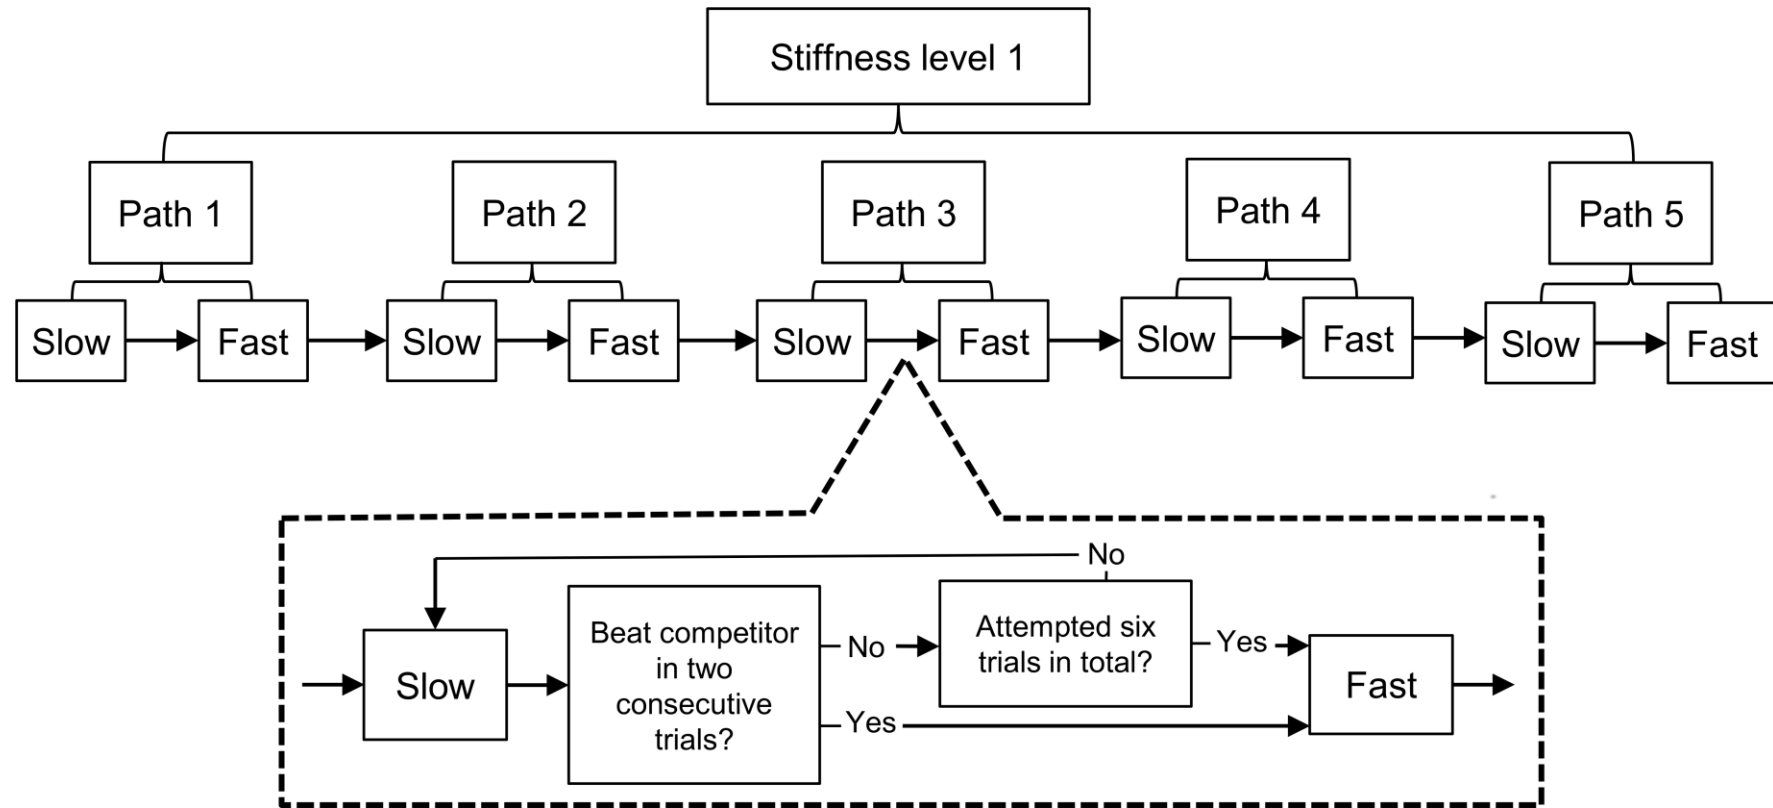 Stiffness level 1
Path 1
Path 2
Path 3
Path 4
Path 5
Slow
Fast
Slow
Fast
Slow
Fast
Slow
Fast
Slow
Fast
No
Slow
Beat competitor
in two
consecutive
trials?
No
Yes
Attempted six
trials in total?
Yes
Fast